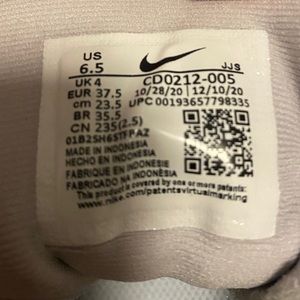 US
6.5
JJS
UK 4
CD0212-005
EUR 37.5
10/28/20 12/10/20
cm 23.5
UPC 00193657798335
BR 35.5
CN 235(2.5)
01B25H6STFPAZ
MADE IN INDONESIA
HECHO EN INDONESIA
FABRIQUE EN INDONESIE
FABRICADO NA INDONÉSIA
This product is covered by one or more patents:
www.nike.com/patentsvirtualmarking